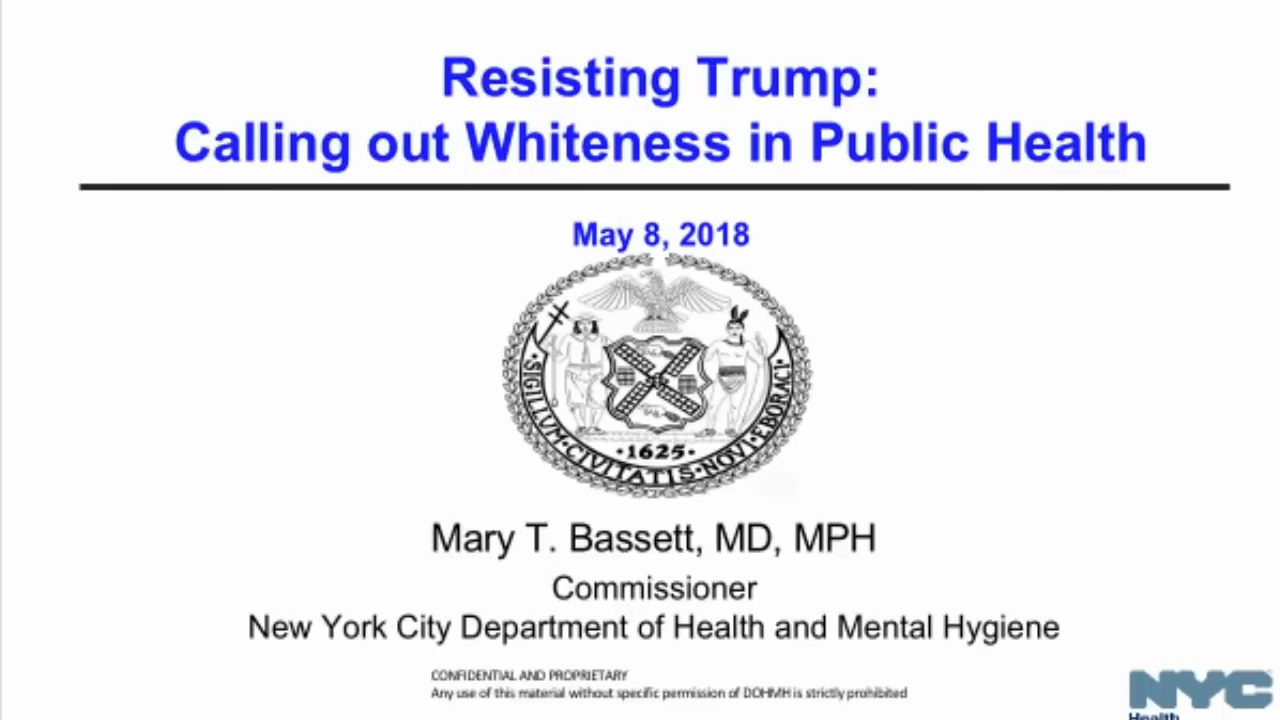 Resisting Trump:
Calling out Whiteness in Public Health
May 8, 2018
·SIGILLUM·CIVITATIS·NOVI·EBORACI·
·1625·
Mary T. Bassett, MD, MPH
Commissioner
New York City Department of Health and Mental Hygiene
CONFIDENTIAL AND PROPRIETARY
Any use of this material without specific permission of DOHMH is strictly prohibited
NYC
Health